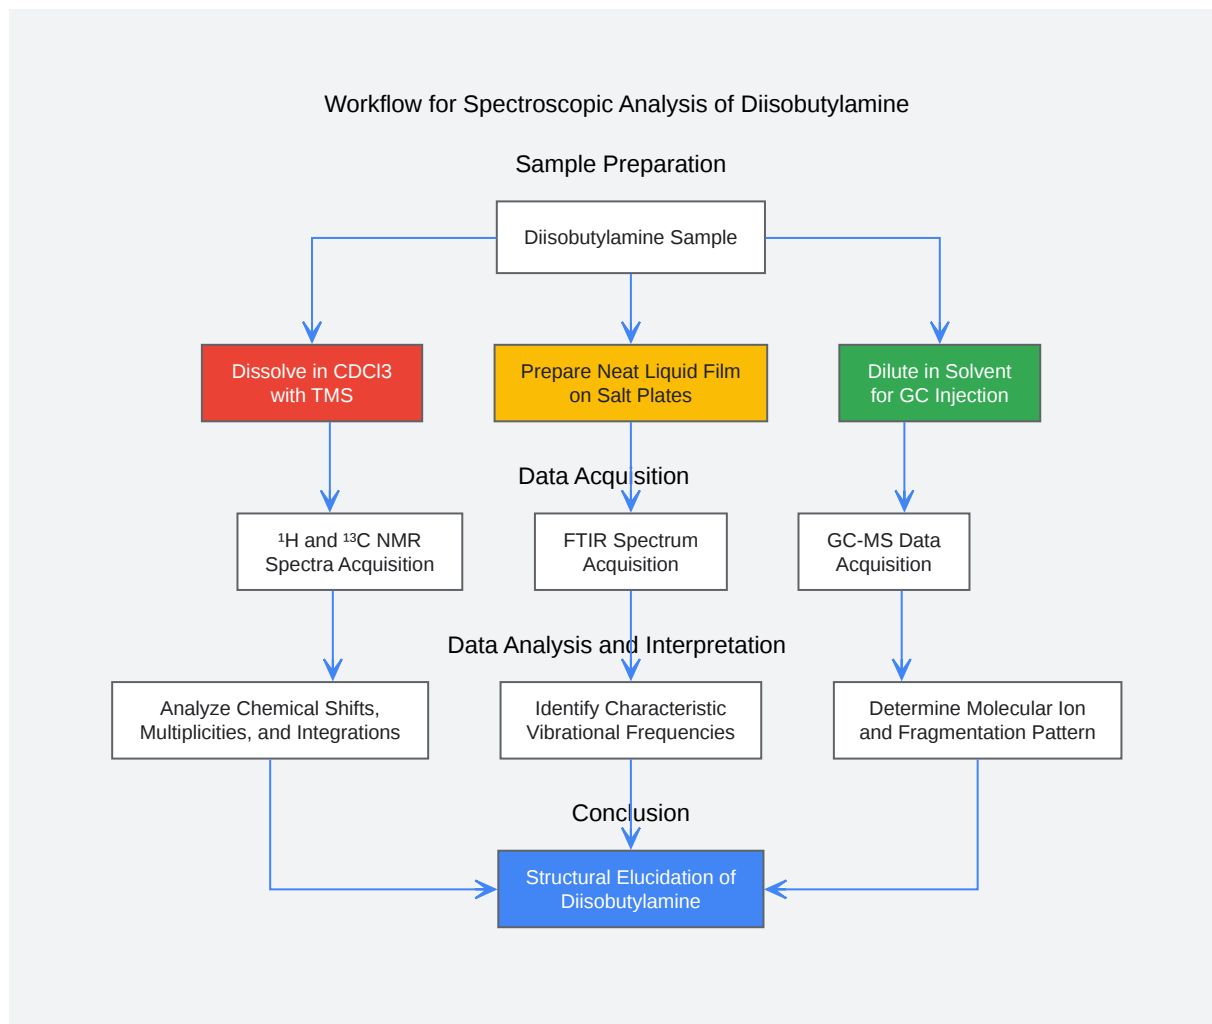 Workflow for Spectroscopic Analysis of Diisobutylamine
Sample Preparation
Diisobutylamine Sample
Dissolve in CDCl3
with TMS
Prepare Neat Liquid Film
on Salt Plates
Dilute in Solvent
for GC Injection
Data Acquisition
¹H and ¹³C NMR
Spectra Acquisition
FTIR Spectrum
Acquisition
GC-MS Data
Acquisition
Data Analysis and Interpretation
Analyze Chemical Shifts,
Multiplicities, and Integrations
Identify Characteristic
Vibrational Frequencies
Determine Molecular Ion
and Fragmentation Pattern
Conclusion
Structural Elucidation of
Diisobutylamine